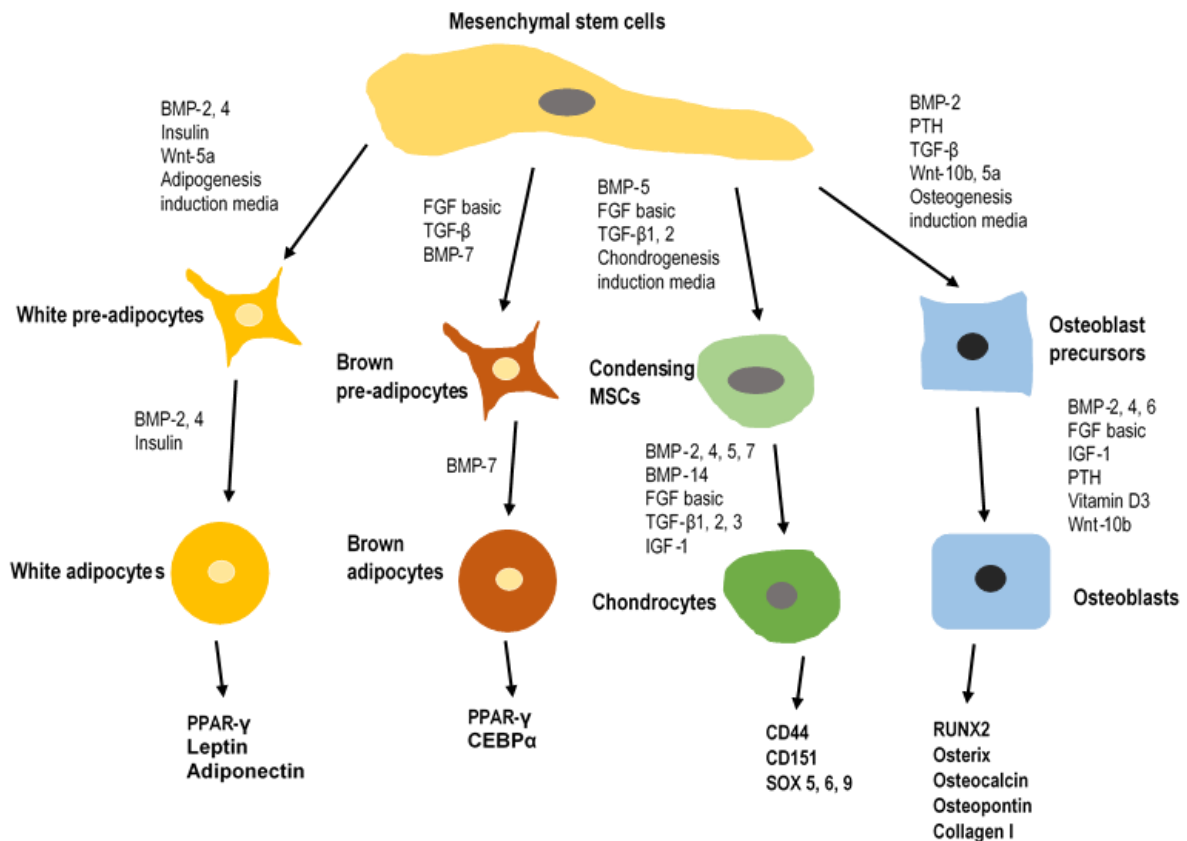 Mesenchymal stem cells
BMP-2, 4
Insulin
Wnt-5a
Adipogenesis
induction media
FGF basic
TGF-β
BMP-7
BMP-5
FGF basic
TGF-β1, 2
Chondrogenesis
induction media
BMP-2
PTH
TGF-β
Wnt-10b, 5a
Osteogenesis
induction media
White pre-adipocytes
Brown
pre-adipocytes
Condensing
MSCs
Osteoblast
precursors
BMP-2, 4
Insulin
BMP-7
BMP-2, 4, 5, 7
BMP-14
FGF basic
TGF-β1, 2, 3
IGF-1
BMP-2, 4, 6
FGF basic
IGF-1
PTH
Vitamin D3
Wnt-10b
White adipocytes
Brown
adipocytes
Chondrocytes
Osteoblasts
PPAR-γ
Leptin
Adiponectin
PPAR-γ
CEBPα
CD44
CD151
SOX 5, 6, 9
RUNX2
Osterix
Osteocalcin
Osteopontin
Collagen I